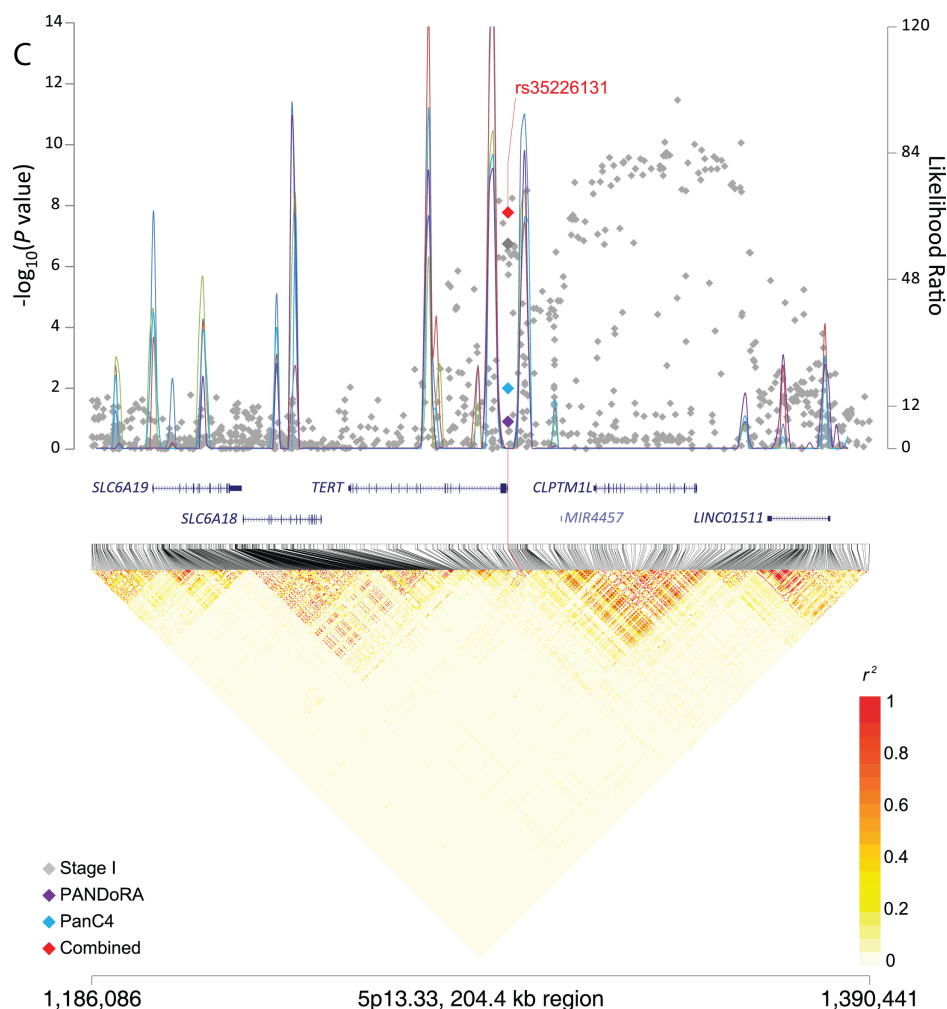 C
-log10(P value)
14
12
10
8
6
4
2
0
rs35226131
120
84
48
12
0
Likelihood Ratio
SLC6A19
TERT
CLPTM1L
SLC6A18
MIR4457
LINC01511
r²
1
0.8
0.6
0.4
0.2
0
Stage I
PANDoRA
PanC4
Combined
1,186,086
5p13.33, 204.4 kb region
1,390,441